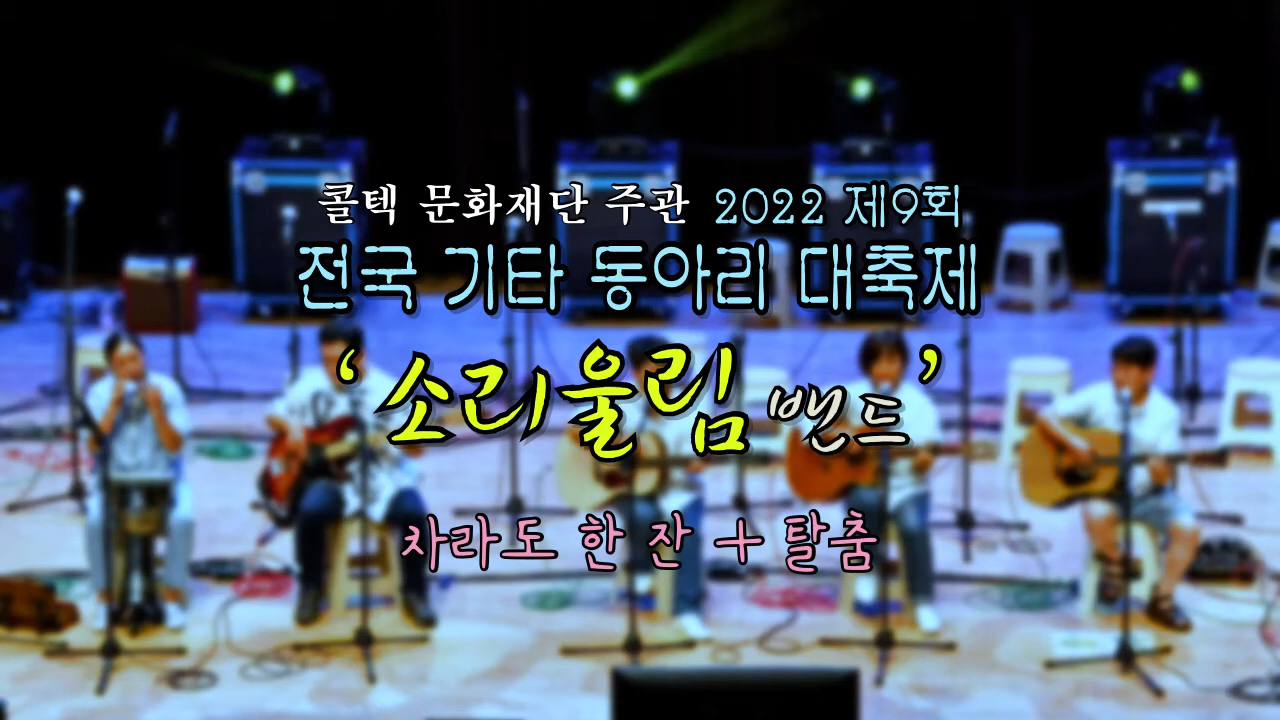 콜텍 문화재단 주관 2022 제9회
전국 기타 동아리 대축제
‘소리울림 밴드’
차라도 한 잔 + 탈춤